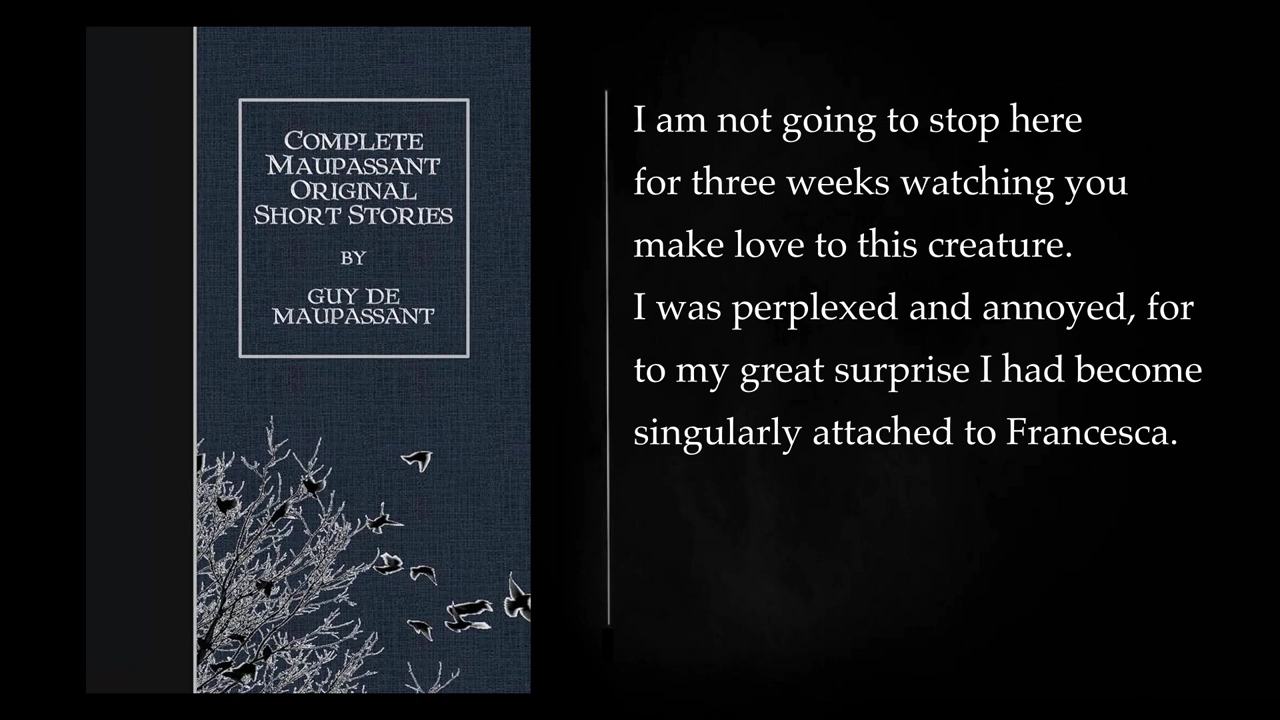 COMPLETE
MAUPASSANT
ORIGINAL
SHORT STORIES
BY
GUY DE
MAUPASSANT
I am not going to stop here
for three weeks watching you
make love to this creature.
I was perplexed and annoyed, for
to my great surprise I had become
singularly attached to Francesca.